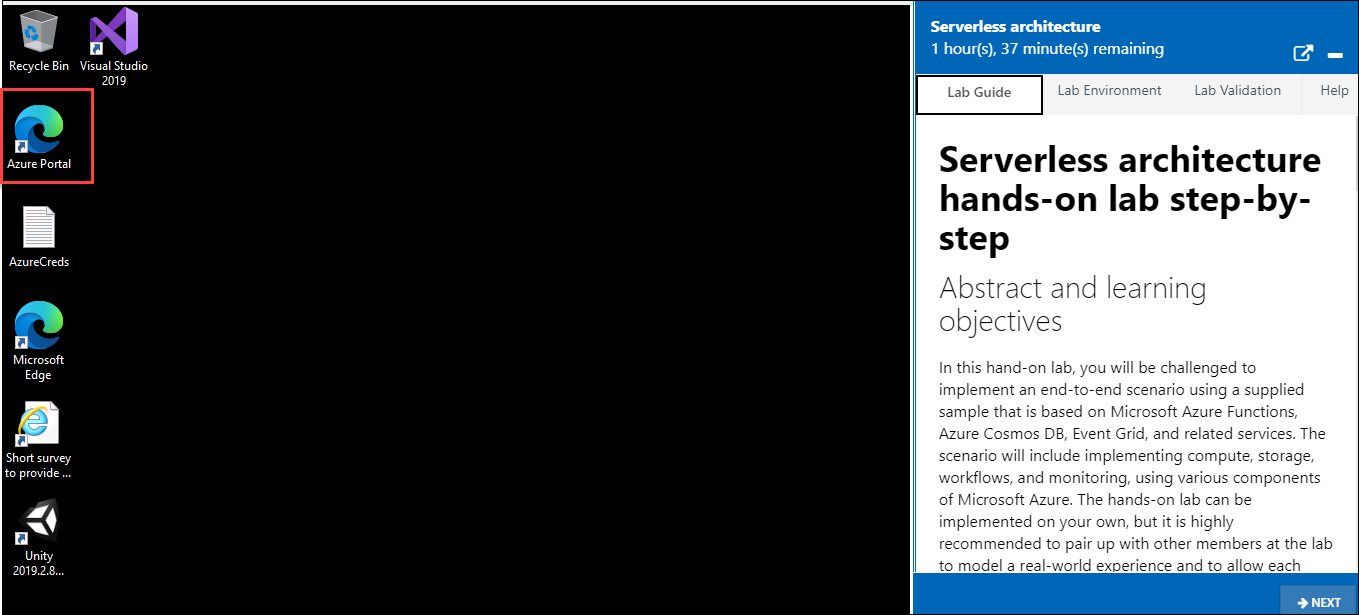 Recycle Bin
Visual Studio
2019
Azure Portal
AzureCreds
Microsoft
Edge
Short survey
to provide ...
Unity
2019.2.8...
Serverless architecture
1 hour(s), 37 minute(s) remaining
Lab Guide
Lab Environment
Lab Validation
Help
Serverless architecture
hands-on lab step-by-
step
Abstract and learning
objectives
In this hand-on lab, you will be challenged to
implement an end-to-end scenario using a supplied
sample that is based on Microsoft Azure Functions,
Azure Cosmos DB, Event Grid, and related services. The
scenario will include implementing compute, storage,
workflows, and monitoring, using various components
of Microsoft Azure. The hands-on lab can be
implemented on your own, but it is highly
recommended to pair up with other members at the lab
to model a real-world experience and to allow each
NEXT